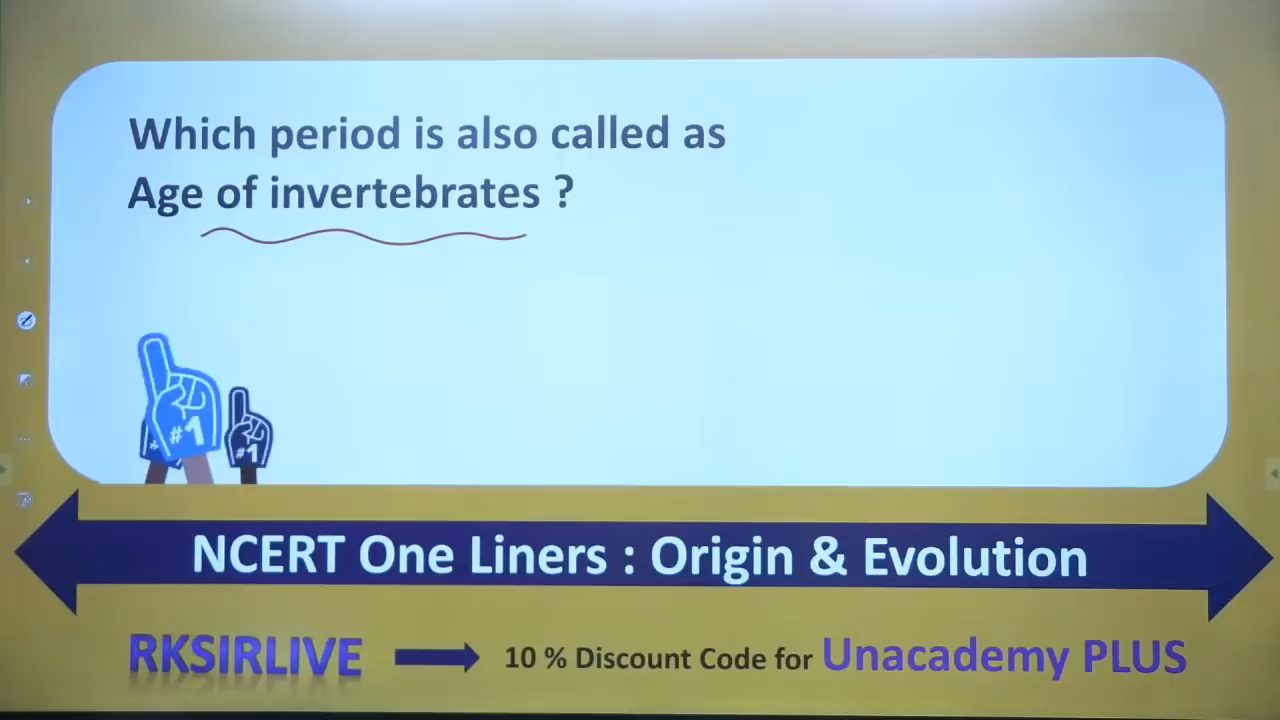 Which period is also called as
Age of invertebrates ?
#1
#1
NCERT One Liners : Origin & Evolution
RKSIRLIVE
10 % Discount Code for Unacademy PLUS